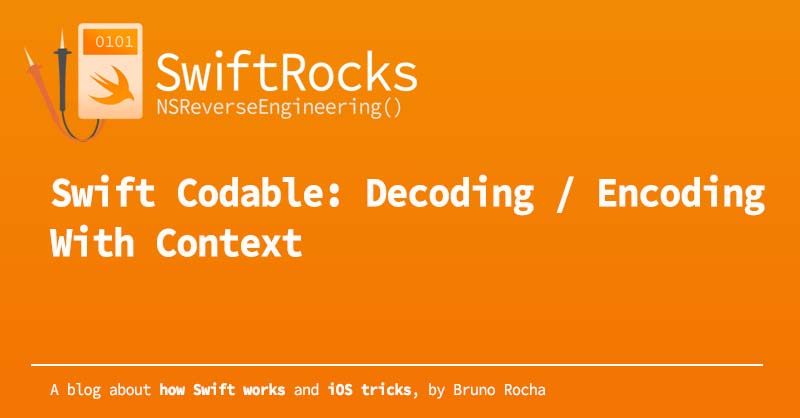 0101
SwiftRocks
NSReverseEngineering()
Swift Codable: Decoding / Encoding
With Context
A blog about how Swift works and iOS tricks, by Bruno Rocha